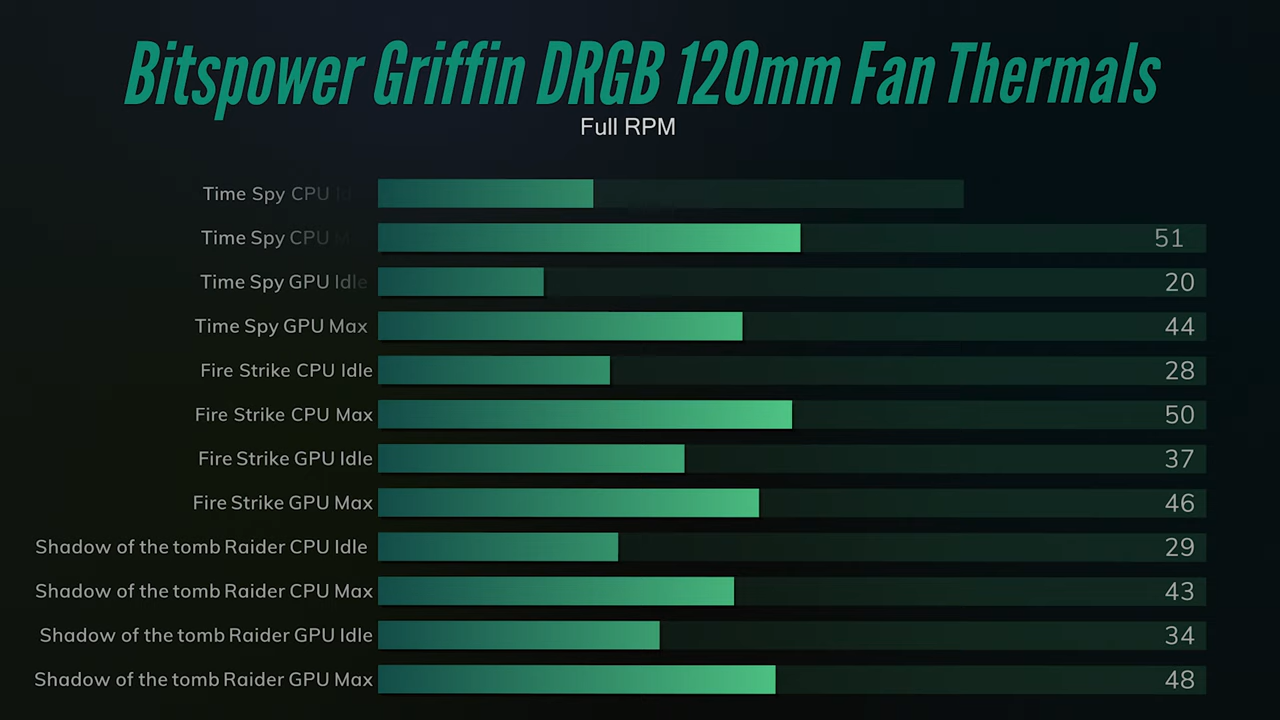 Bitspower Griffin DRGB 120mm Fan Thermals
Full RPM
Time Spy CPU
Time Spy CPU 51
Time Spy GPU Idle 20
Time Spy GPU Max 44
Fire Strike CPU Idle 28
Fire Strike CPU Max 50
Fire Strike GPU Idle 37
Fire Strike GPU Max 46
Shadow of the tomb Raider CPU Idle 29
Shadow of the tomb Raider CPU Max 43
Shadow of the tomb Raider GPU Idle 34
Shadow of the tomb Raider GPU Max 48